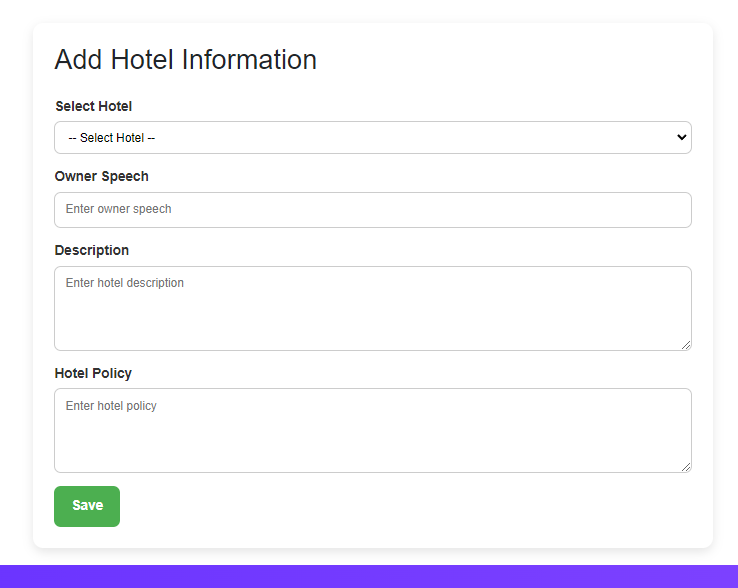 Add Hotel Information
Select Hotel
-- Select Hotel --
Owner Speech
Enter owner speech
Description
Enter hotel description
Hotel Policy
Enter hotel policy
Save